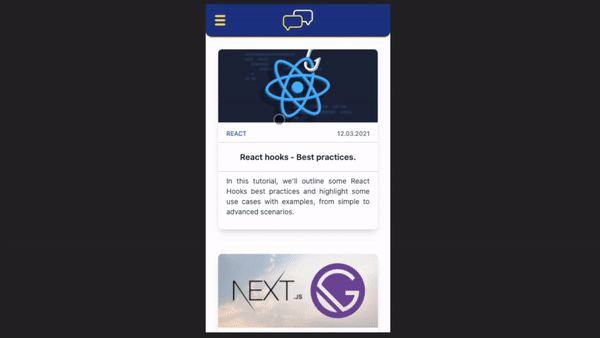 REACT 12.03.2021
React hooks - Best practices.
In this tutorial, we'll outline some React
Hooks best practices and highlight some
use cases with examples, from simple to
advanced scenarios.
NEXT.JS